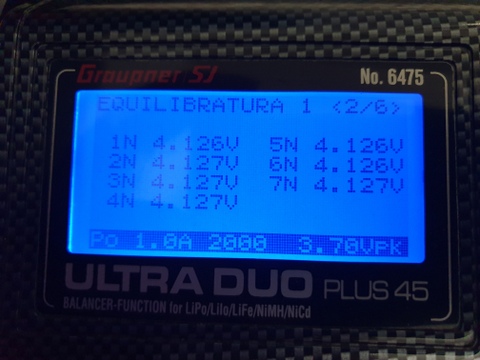 Graupner SJ No. 6475
EQUILIBRATURA 1 <2/6>
1N 4.126V 5N 4.126V
2N 4.127V 6N 4.126V
3N 4.127V 7N 4.127V
4N 4.127V
Po 1.0A 2000 3.70Vpk
ULTRA DUO PLUS 45
BALANCER-FUNCTION for LiPo/LiIo/LiFe/NiMH/NiCd